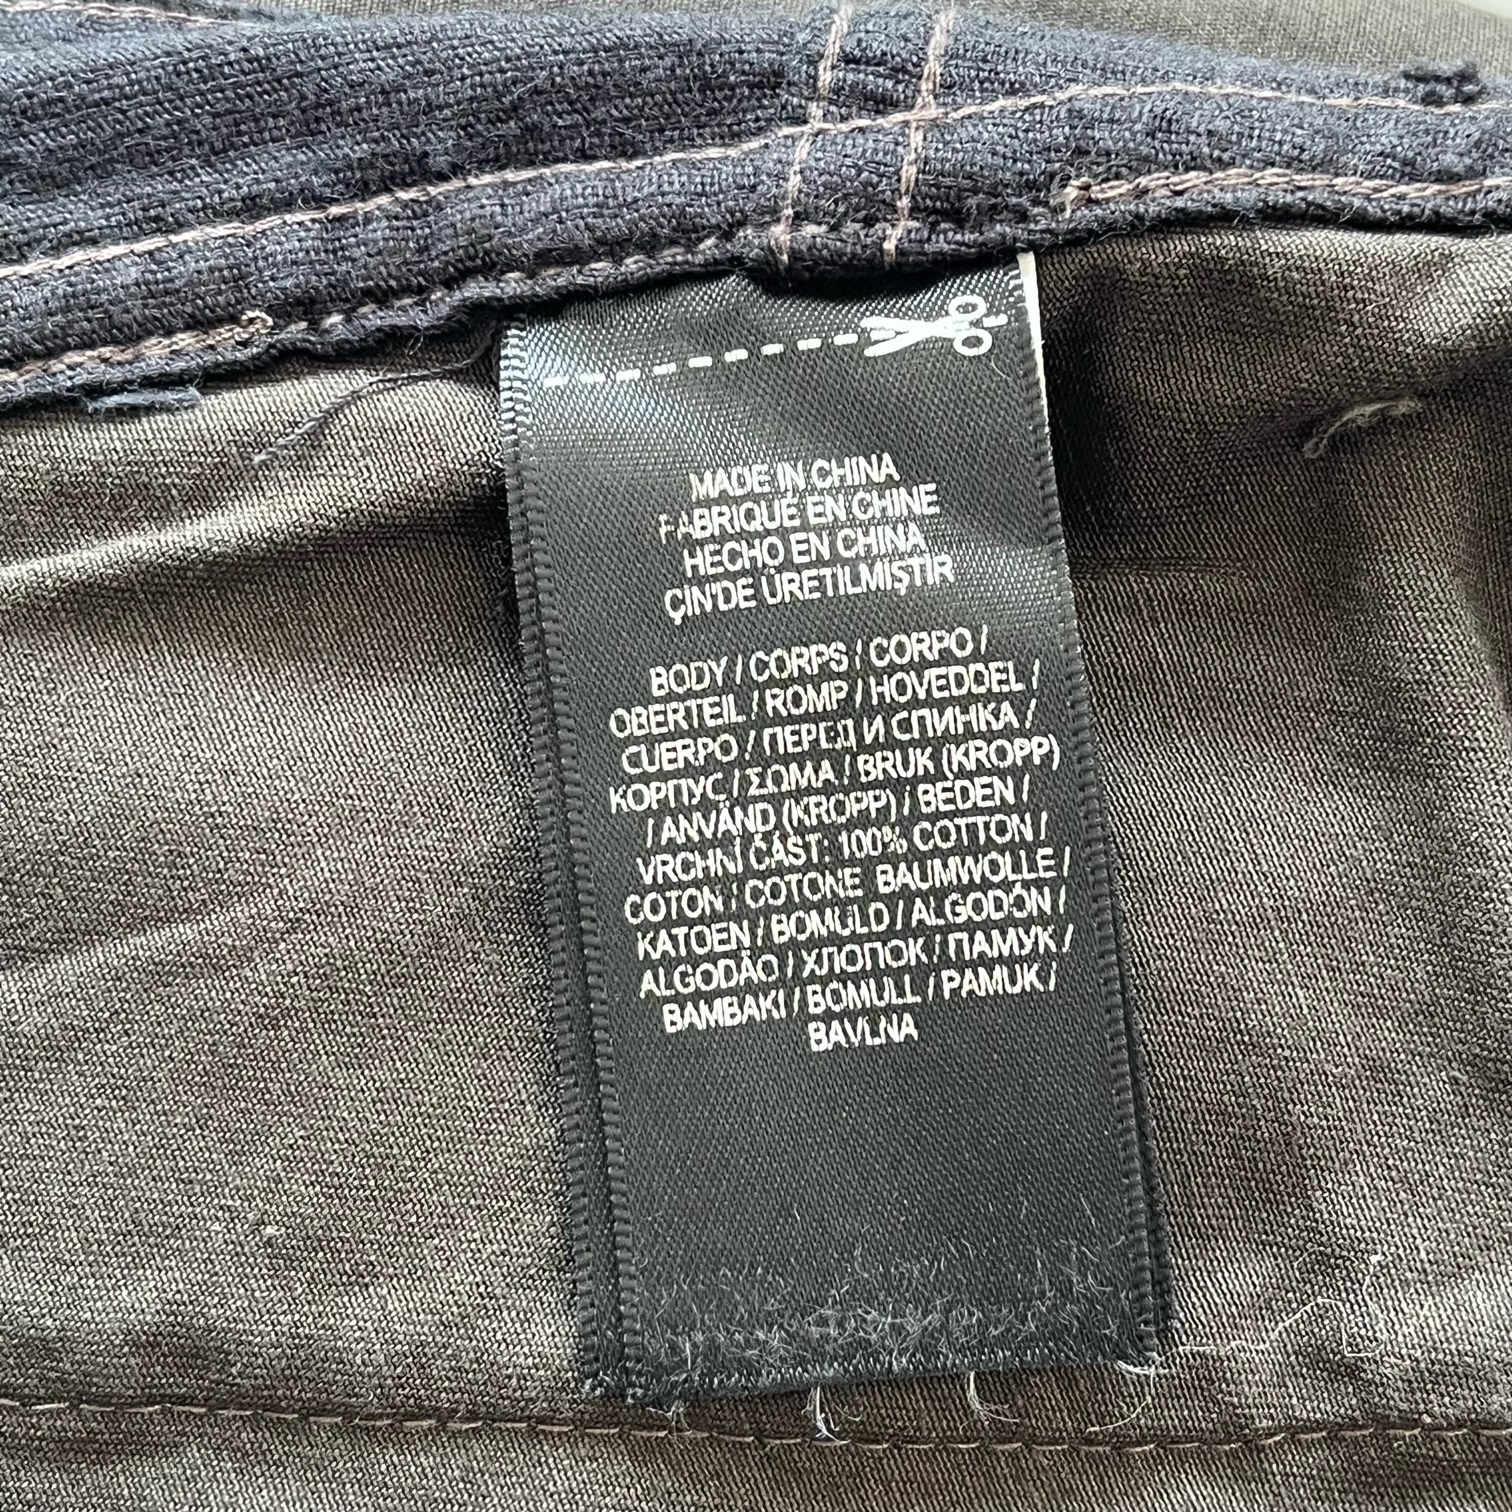 MADE IN CHINA
FABRIQUÉ EN CHINE
HECHO EN CHINA
ÇİN'DE ÜRETİLMİŞTİR
BODY / CORPS / CORPO /
OBERTEIL / ROMP / HOVEDDEL /
CUERPO / ПЕРЕД И СПИНКА /
КОРПУС / ΣΩΜΑ / BRUK (KROPP)
/ ANVÄND (KROPP) / BEDEN /
VRCHNÍ ČÁST: 100% COTTON /
COTON / COTONE BAUMWOLLE /
KATOEN / BOMULD / ALGODÓN /
ALGODÃO / ХЛОПОК / ПАМУК /
BAMBAKI / BOMULL / PAMUK /
BAVLNA